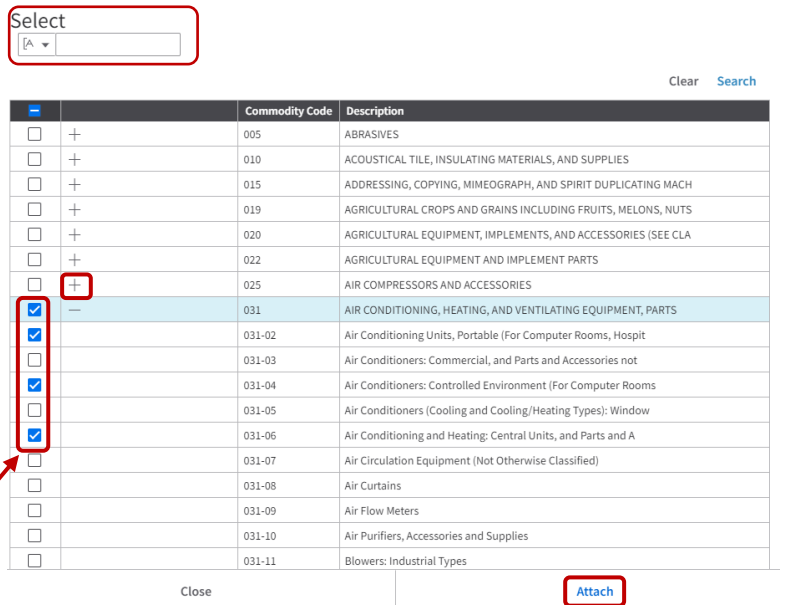 Select
[A
Clear Search
Commodity Code Description
005 ABRASIVES
010 ACOUSTICAL TILE, INSULATING MATERIALS, AND SUPPLIES
015 ADDRESSING, COPYING, MIMEOGRAPH, AND SPIRIT DUPLICATING MACH
019 AGRICULTURAL CROPS AND GRAINS INCLUDING FRUITS, MELONS, NUTS
020 AGRICULTURAL EQUIPMENT, IMPLEMENTS, AND ACCESSORIES (SEE CLA
022 AGRICULTURAL EQUIPMENT AND IMPLEMENT PARTS
025 AIR COMPRESSORS AND ACCESSORIES
031 AIR CONDITIONING, HEATING, AND VENTILATING EQUIPMENT, PARTS
031-02 Air Conditioning Units, Portable (For Computer Rooms, Hospit
031-03 Air Conditioners: Commercial, and Parts and Accessories not
031-04 Air Conditioners: Controlled Environment (For Computer Rooms
031-05 Air Conditioners (Cooling and Cooling/Heating Types): Window
031-06 Air Conditioning and Heating: Central Units, and Parts and A
031-07 Air Circulation Equipment (Not Otherwise Classified)
031-08 Air Curtains
031-09 Air Flow Meters
031-10 Air Purifiers, Accessories and Supplies
031-11 Blowers: Industrial Types
Close Attach